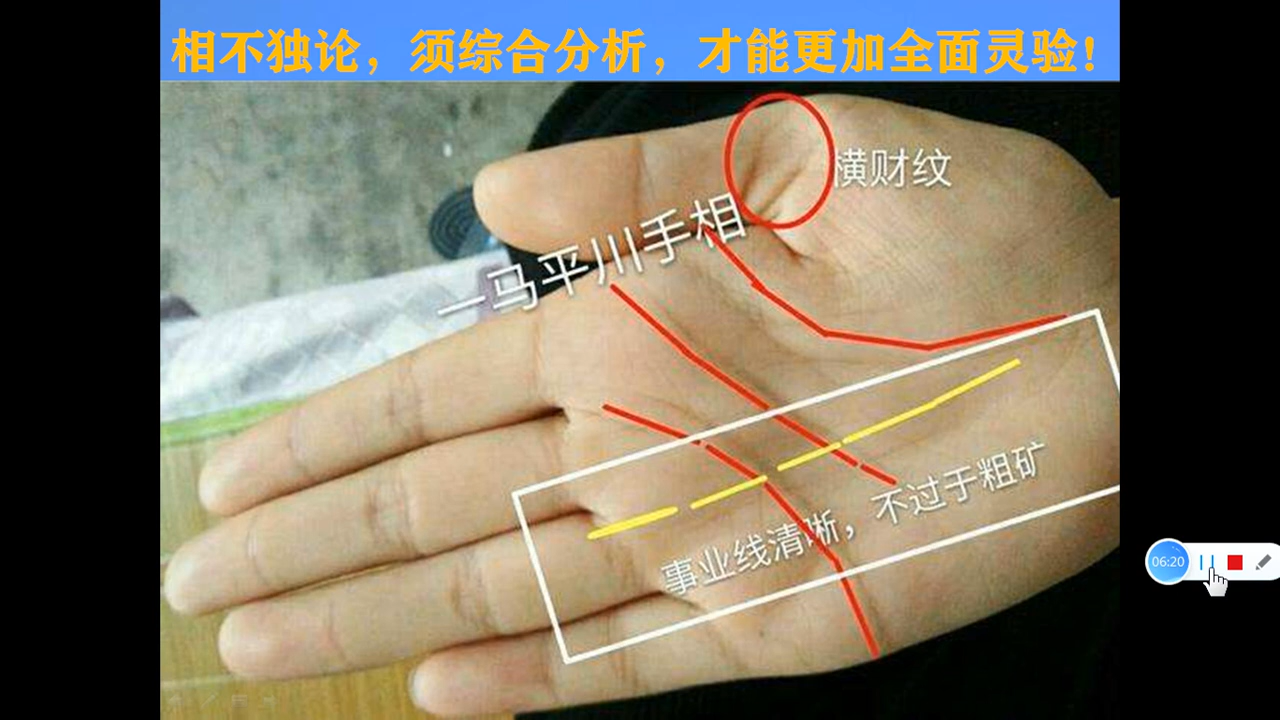 相不独论，须综合分析，才能更加全面灵验！
横财纹
一马平川手相
事业线清晰，不过于粗矿
06:20